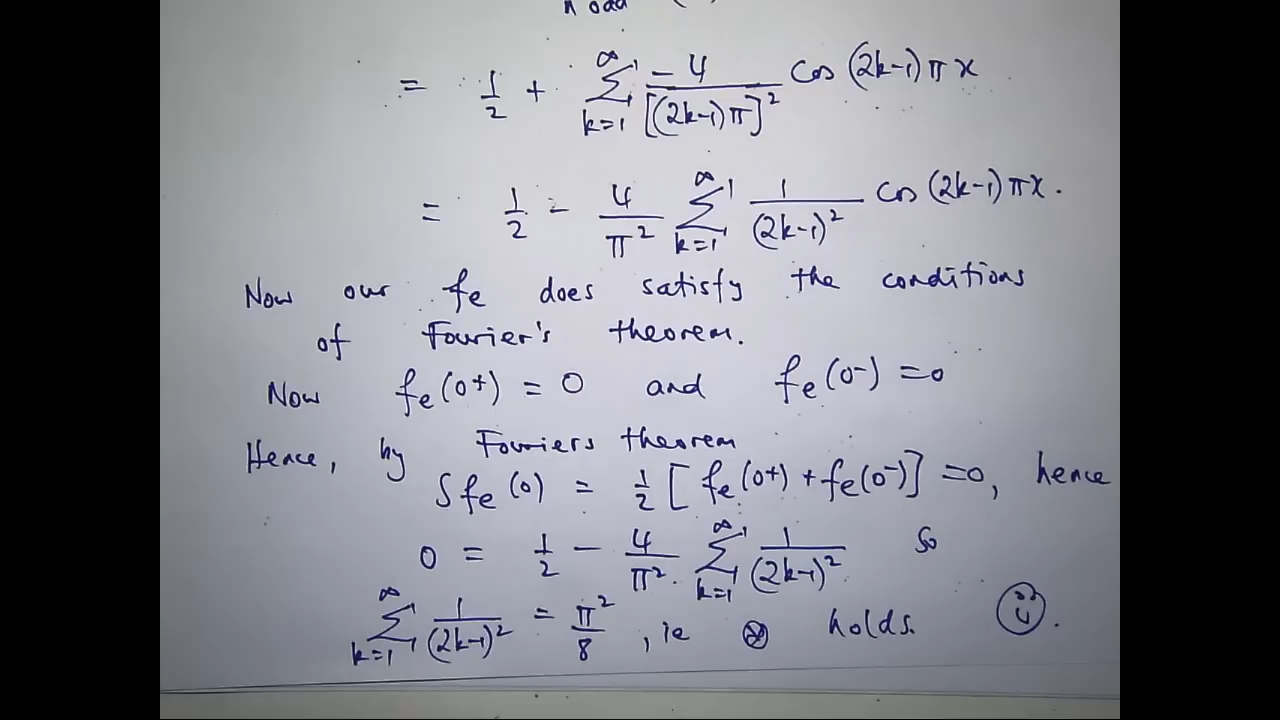 n odd
= 1/2 + ∞ Σ k=1 -4/[(2k-1)π]² cos (2k-1)πx
= 1/2 - 4/π² ∞ Σ k=1 1/(2k-1)² cos (2k-1)πx.
Now our fe does satisfy the conditions
of Fourier's theorem.
Now fe(0+) = 0 and fe(0-) = 0
Hence, by Fouriers theorem
Sfe(0) = 1/2 [fe(0+) + fe(0-)] = 0, hence
0 = 1/2 - 4/π². ∞ Σ k=1 1/(2k-1)² So
∞ Σ k=1 1/(2k-1)² = π²/8, ie ⊛ holds.